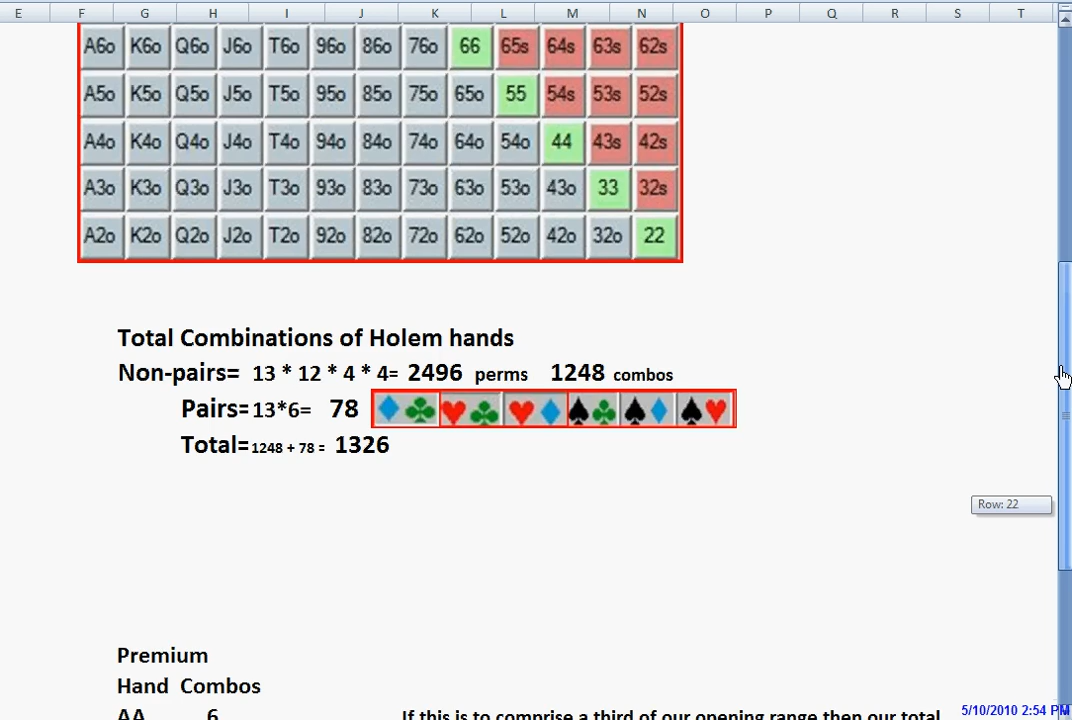 E F G H I J K L M N O P Q R S T
A6o K6o Q6o J6o T6o 96o 86o 76o 66 65s 64s 63s 62s
A5o K5o Q5o J5o T5o 95o 85o 75o 65o 55 54s 53s 52s
A4o K4o Q4o J4o T4o 94o 84o 74o 64o 54o 44 43s 42s
A3o K3o Q3o J3o T3o 93o 83o 73o 63o 53o 43o 33 32s
A2o K2o Q2o J2o T2o 92o 82o 72o 62o 52o 42o 32o 22
Total Combinations of Holem hands
Non-pairs= 13 * 12 * 4 * 4= 2496 perms 1248 combos
Pairs=13*6= 78
Total=1248 + 78 = 1326
Row: 22
Premium
Hand Combos
AA 6 If this is to comprise a third of our opening range then our total
5/10/2010 2:54 PM